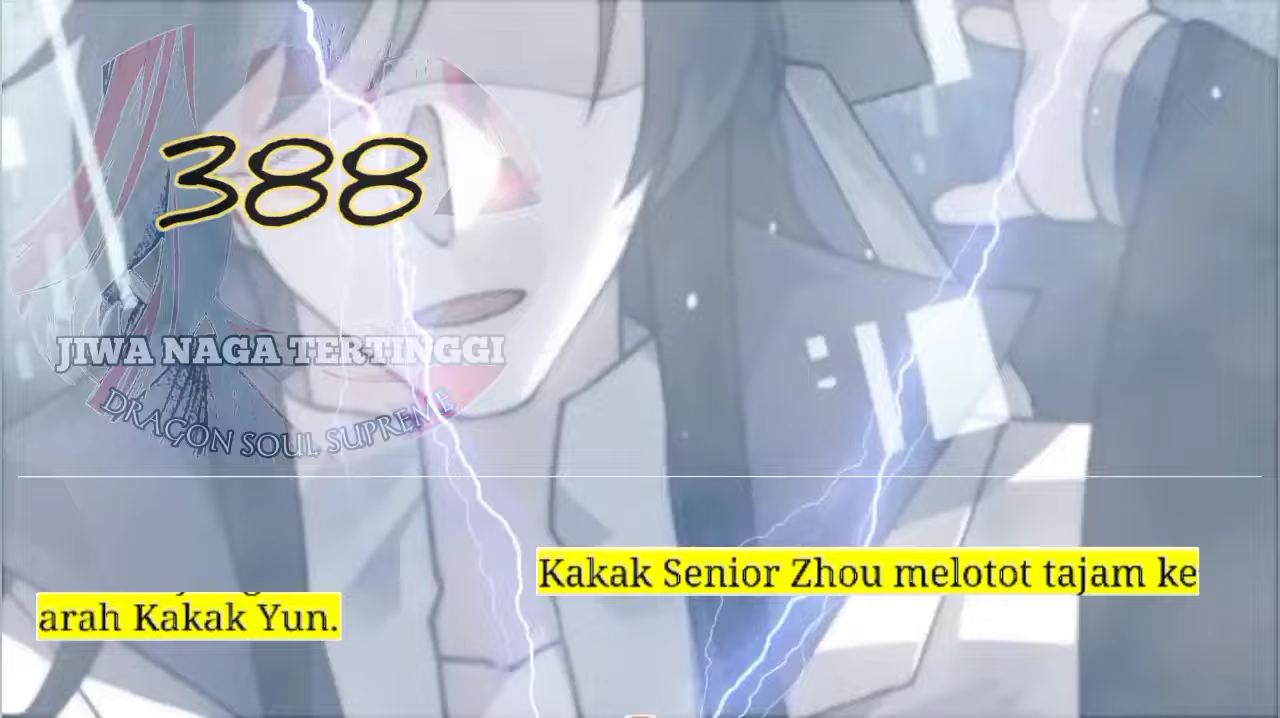 388
JIWA NAGA TERTINGGI
DRAGON SOUL SUPREME
Kakak Senior Zhou melotot tajam ke
arah Kakak Yun.